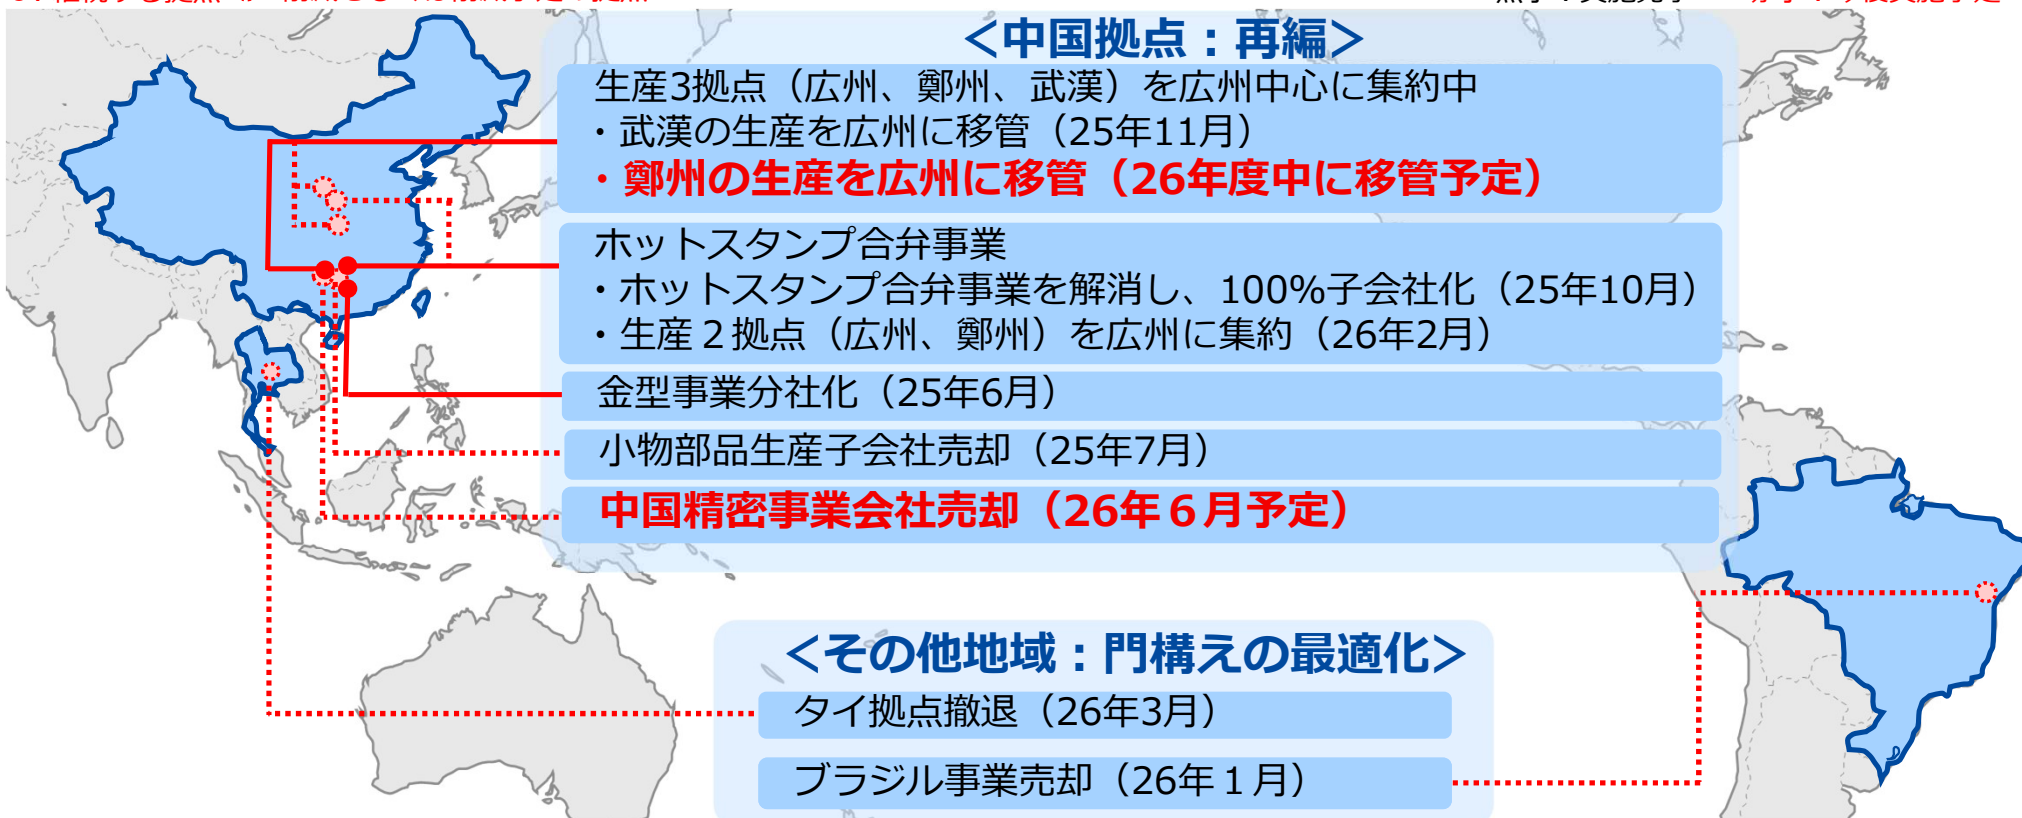 ＜中国拠点：再編＞
生産3拠点（広州、鄭州、武漢）を広州中心に集約中
・武漢の生産を広州に移管（25年11月）
・鄭州の生産を広州に移管（26年度中に移管予定）
ホットスタンプ合弁事業
・ホットスタンプ合弁事業を解消し、100%子会社化（25年10月）
・生産２拠点（広州、鄭州）を広州に集約（26年2月）
金型事業分社化（25年6月）
小物部品生産子会社売却（25年7月）
中国精密事業会社売却（26年６月予定）
＜その他地域：門構えの最適化＞
タイ拠点撤退（26年3月）
ブラジル事業売却（26年１月）